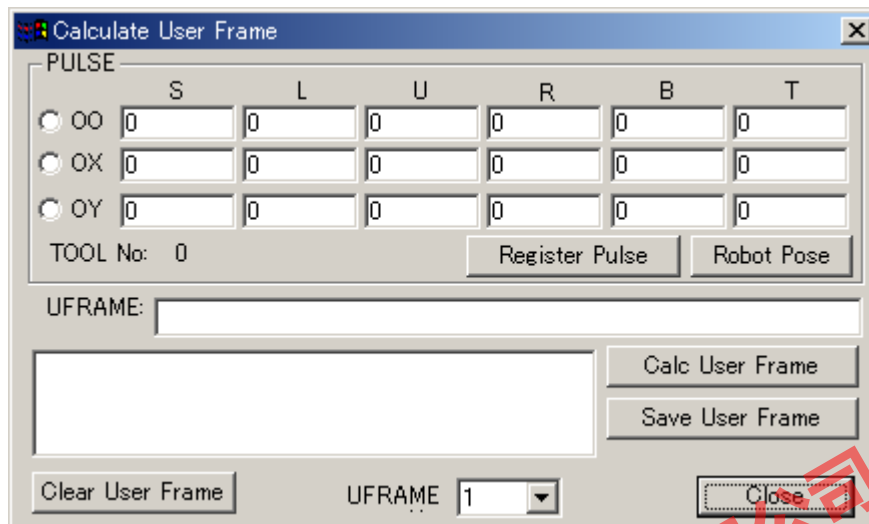 Calculate User Frame
PULSE
S L U R B T
OO 0 0 0 0 0 0
OX 0 0 0 0 0 0
OY 0 0 0 0 0 0
TOOL No: 0 Register Pulse Robot Pose
UFRAME:
Calc User Frame
Save User Frame
Clear User Frame UFRAME 1 Close
公司